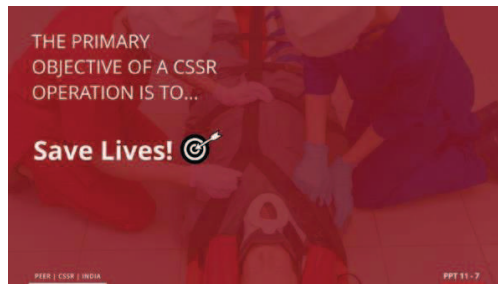 THE PRIMARY
OBJECTIVE OF A CSSR
OPERATION IS TO...
Save Lives!
PEER | CSSR | INDIA
PPT 11 - 7